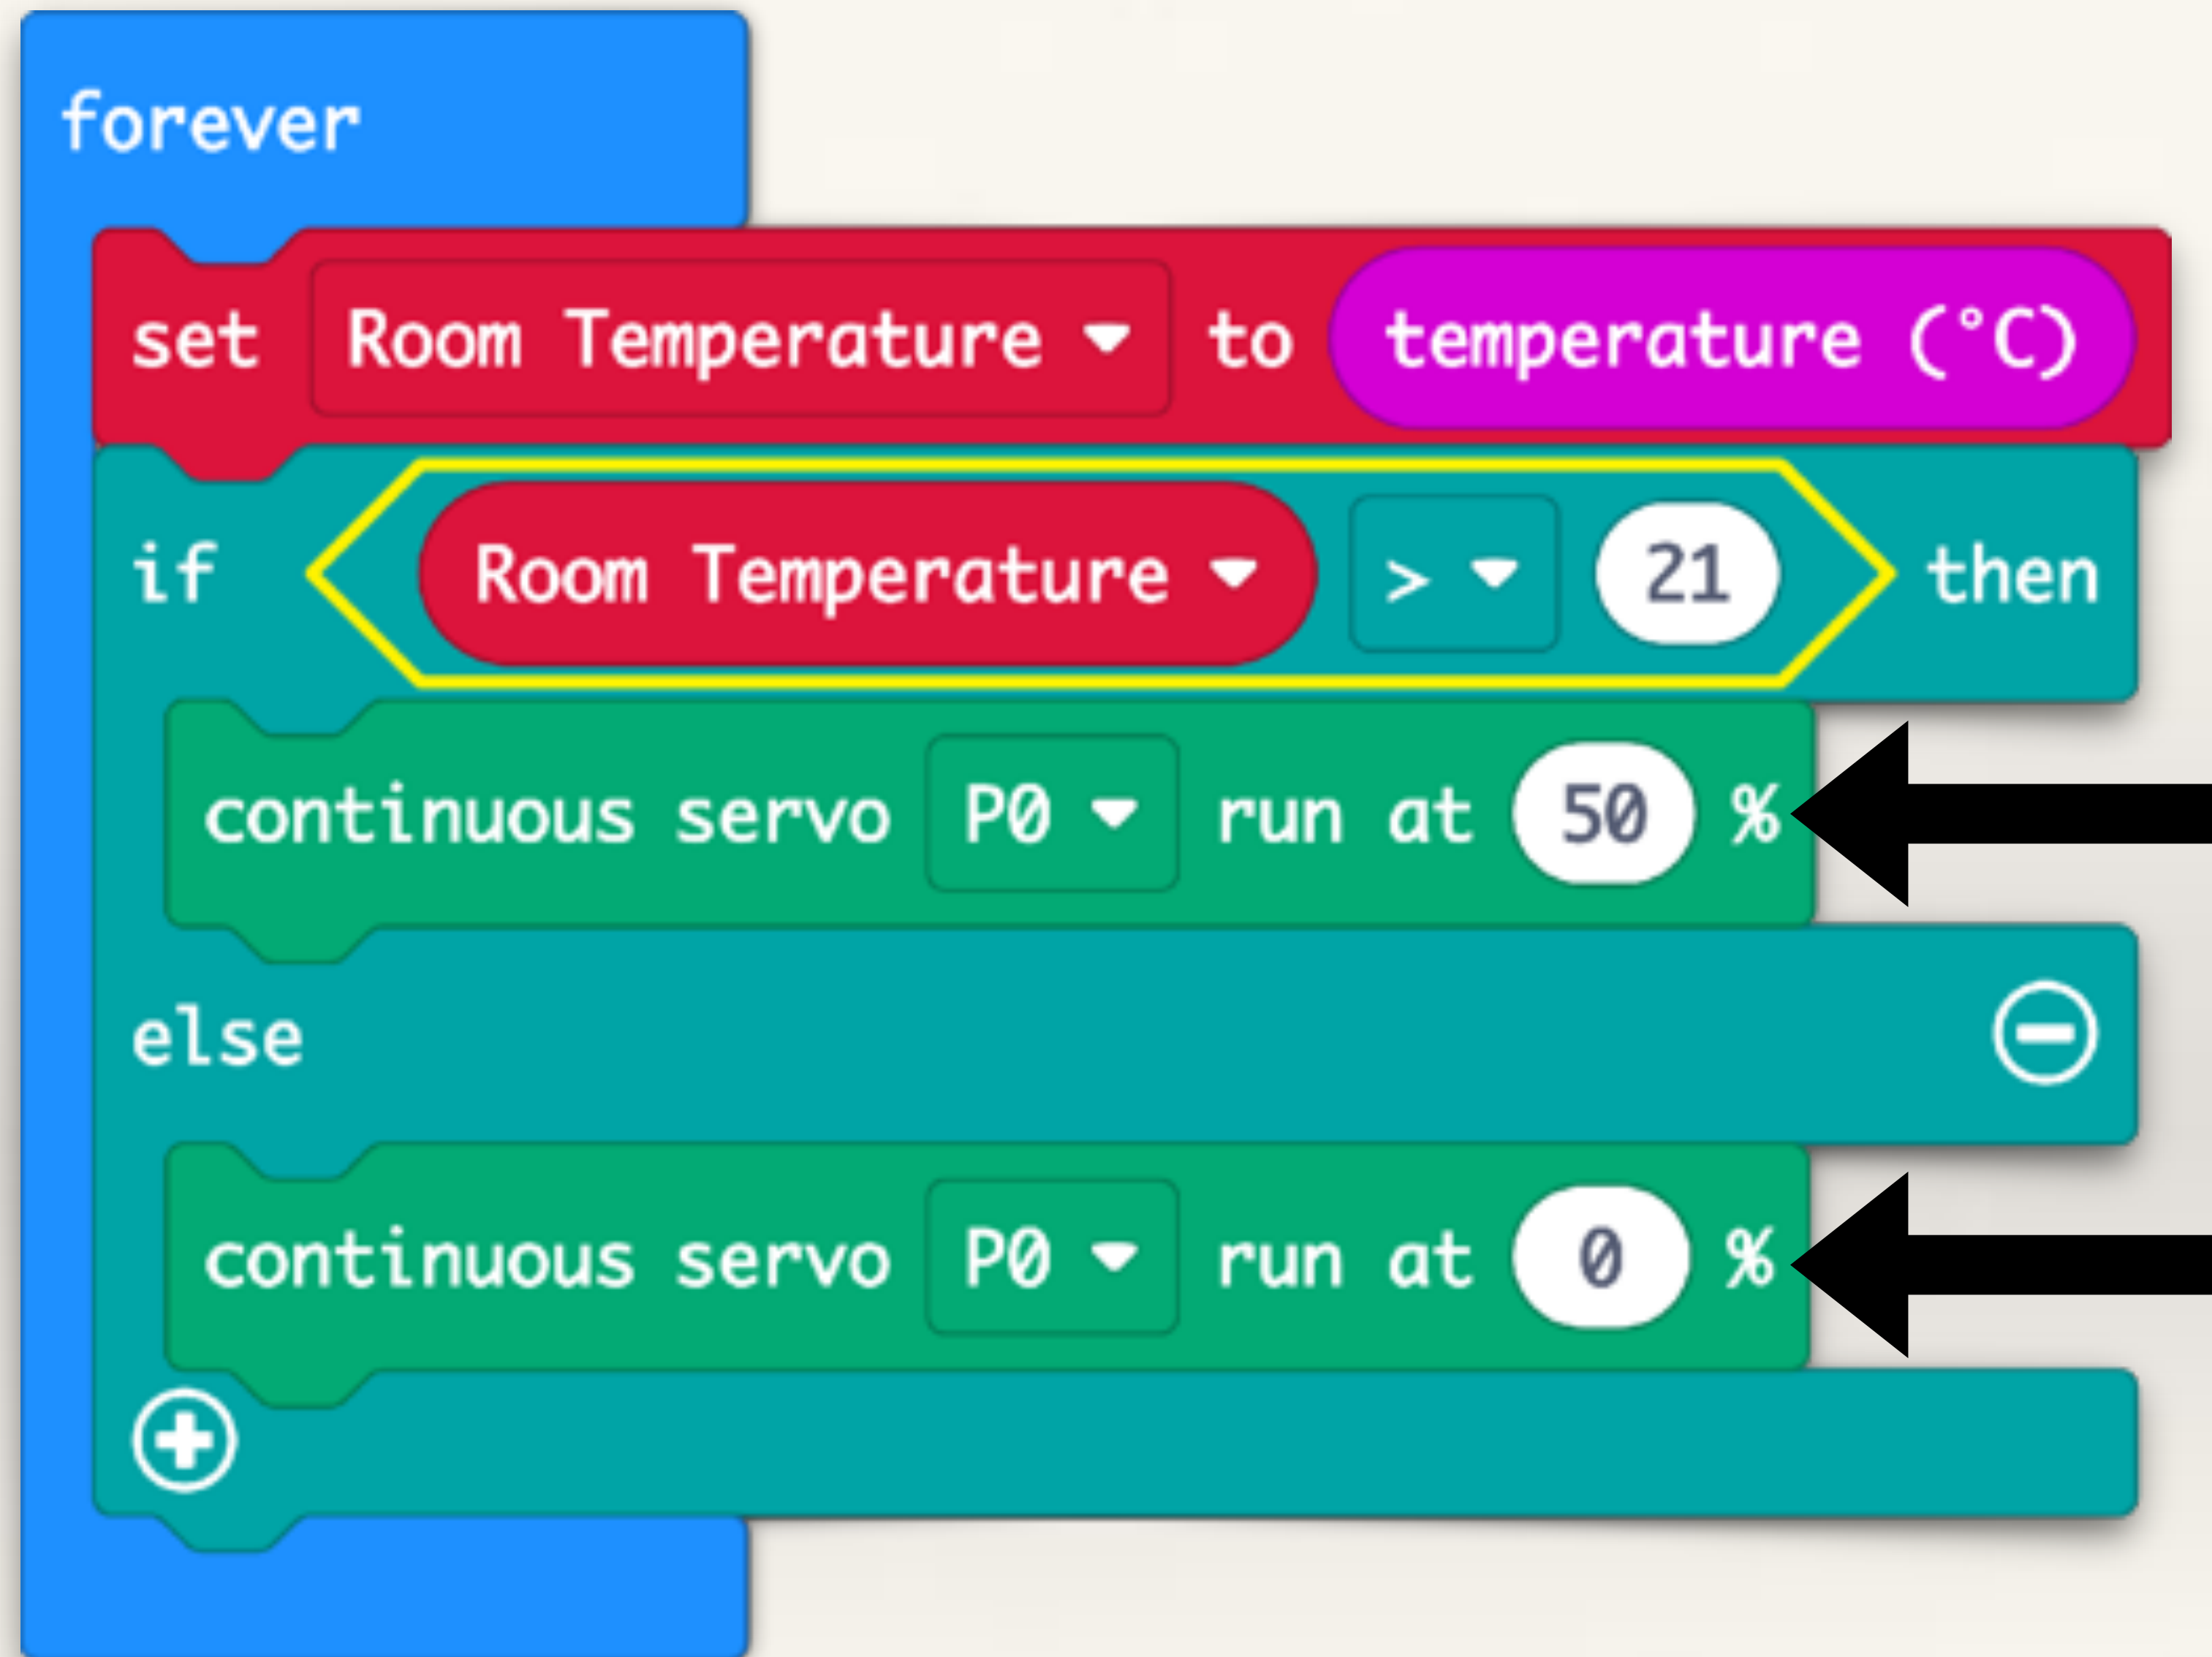 forever
set Room Temperature to temperature (°C)
if Room Temperature > 21 then
continuous servo P0 run at 50 %
else
continuous servo P0 run at 0 %